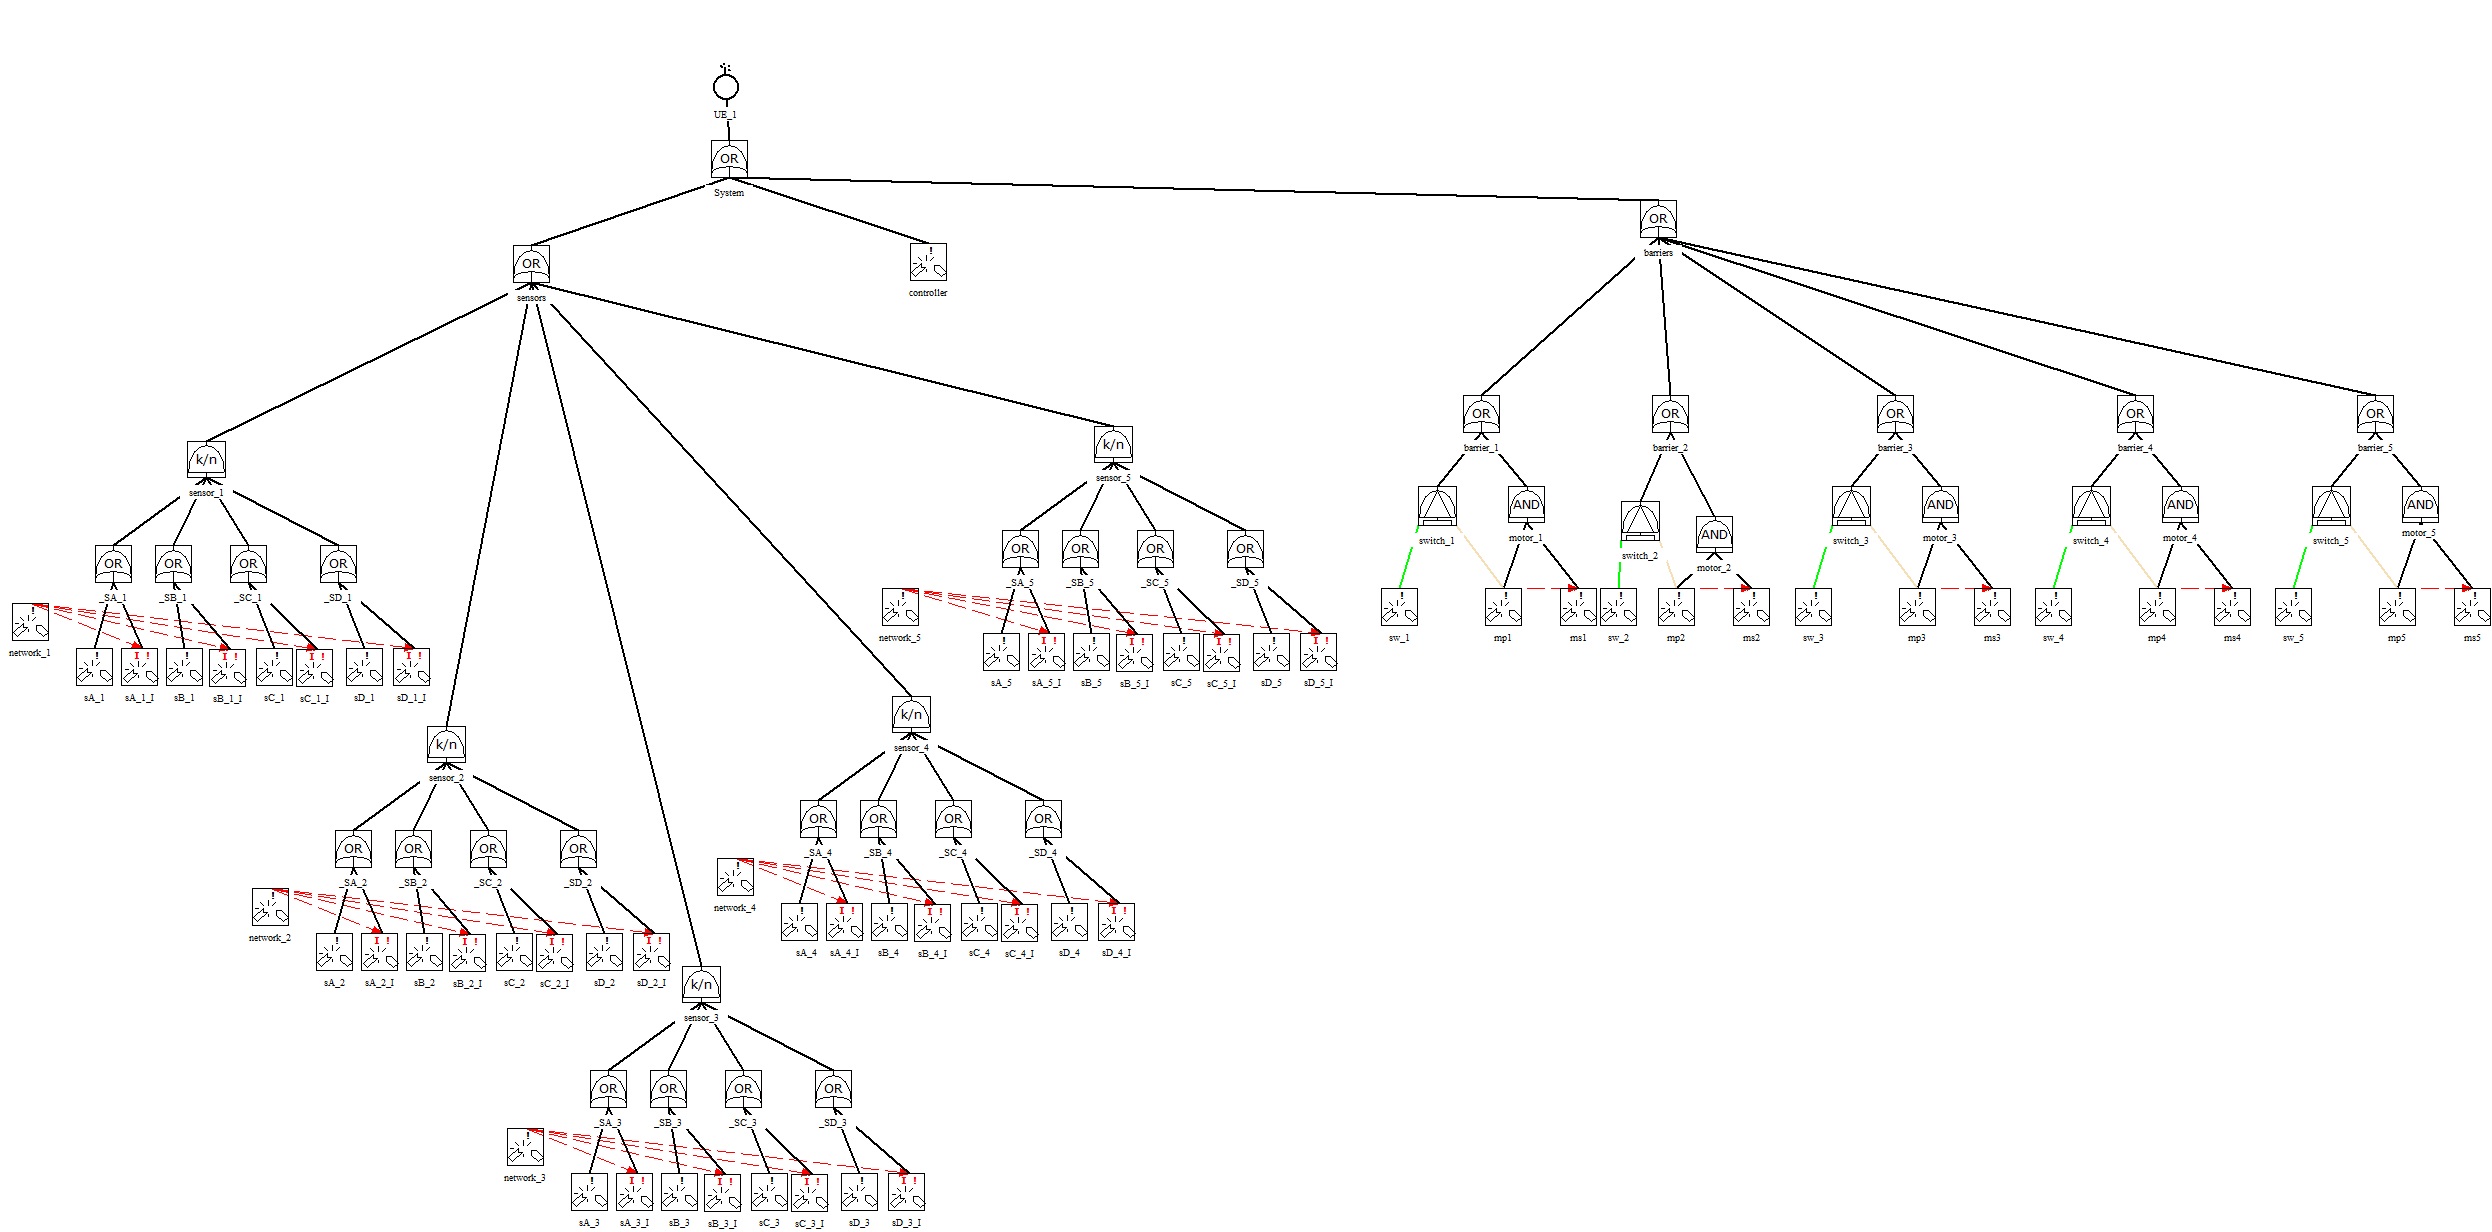 UE_1
OR
System
OR
barriers
OR
sensors
!
controller
OR OR OR OR OR
barrier_1 barrier_2 barrier_3 barrier_4 barrier_5
k/n
sensor_1
k/n
sensor_5
AND AND AND AND AND
switch_1 motor_1 switch_2 motor_2 switch_3 motor_3 switch_4 motor_4 switch_5 motor_5
OR OR OR OR
_SA_1 _SB_1 _SC_1 _SD_1
OR OR OR OR
_SA_5 _SB_5 _SC_5 _SD_5
! ! ! ! ! ! ! ! ! ! ! ! ! ! !
sw_1 mp1 ms1 sw_2 mp2 ms2 sw_3 mp3 ms3 sw_4 mp4 ms4 sw_5 mp5 ms5
!
network_1
! I ! ! I ! ! I ! ! I !
sA_1 sA_1_I sB_1 sB_1_I sC_1 sC_1_I sD_1 sD_1_I
!
network_5
! I ! ! I ! ! I ! ! I !
sA_5 sA_5_I sB_5 sB_5_I sC_5 sC_5_I sD_5 sD_5_I
k/n
sensor_2
k/n
sensor_4
OR OR OR OR
_SA_2 _SB_2 _SC_2 _SD_2
OR OR OR OR
_SA_4 _SB_4 _SC_4 _SD_4
!
network_2
! I ! ! I ! ! I ! ! I !
sA_2 sA_2_I sB_2 sB_2_I sC_2 sC_2_I sD_2 sD_2_I
!
network_4
! I ! ! I ! ! I ! ! I !
sA_4 sA_4_I sB_4 sB_4_I sC_4 sC_4_I sD_4 sD_4_I
k/n
sensor_3
OR OR OR OR
_SA_3 _SB_3 _SC_3 _SD_3
!
network_3
! I ! ! I ! ! I ! ! I !
sA_3 sA_3_I sB_3 sB_3_I sC_3 sC_3_I sD_3 sD_3_I